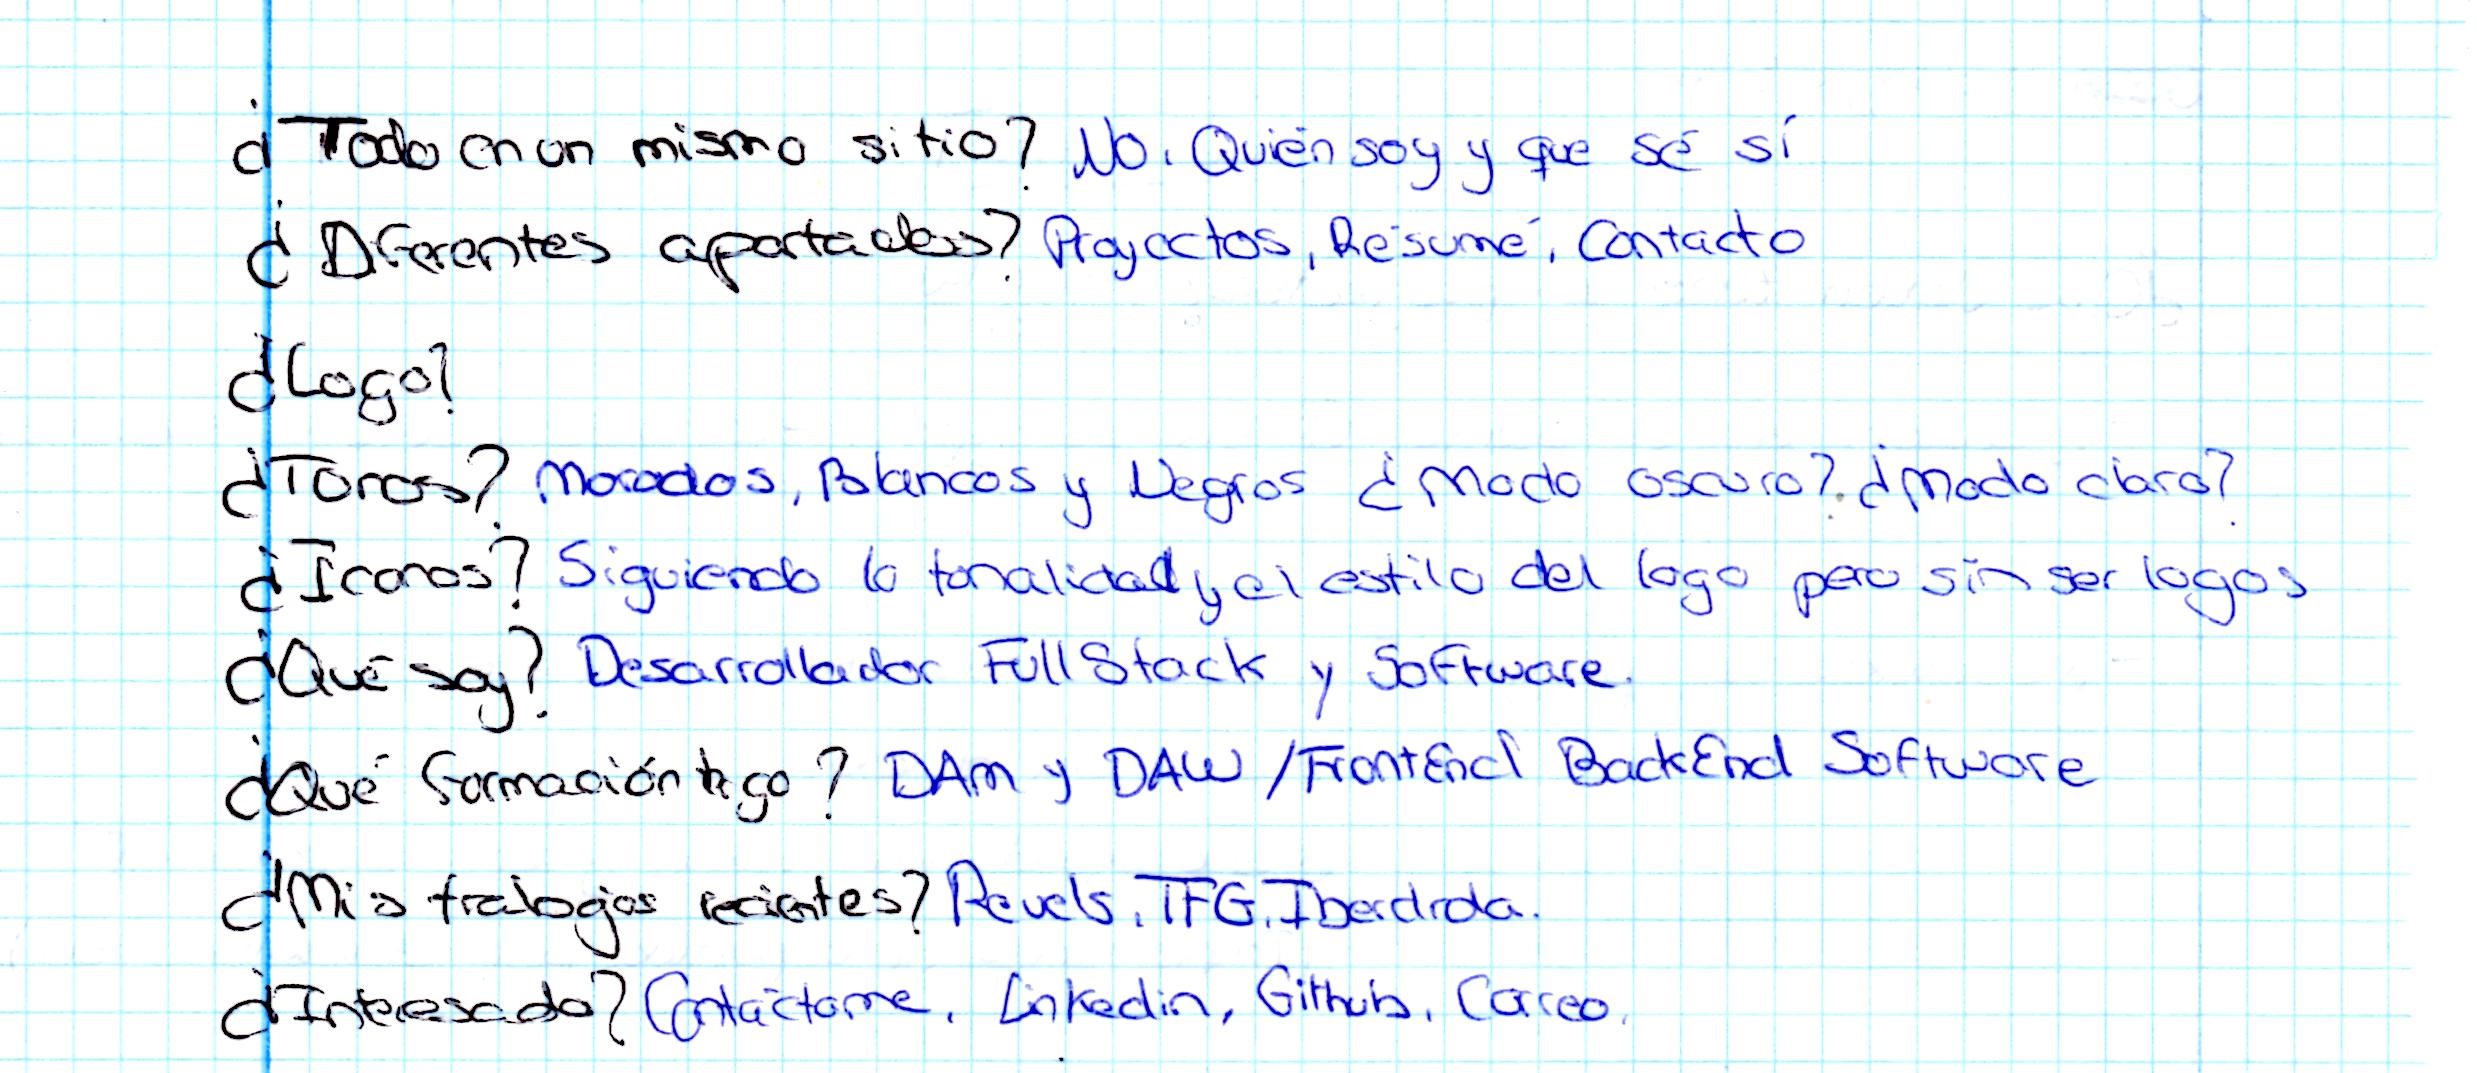 ¿Todo en un mismo sitio? No. Quién soy y que sé sí
¿Diferentes apartados? Proyectos, Résumé, Contacto
¿Logo?
¿Tonos? Morados, Blancos y Negros ¿Modo oscuro? ¿Modo claro?
¿Iconos? Siguiendo la tonalidad y el estilo del logo pero sin ser logos
¿Qué soy? Desarrollador FullStack y Software.
¿Qué formación tego? DAM y DAW / FrontEnd BackEnd Software
¿Mis trabajos recientes? Revels, TFG, Iberdrola.
¿Interesado? Contáctame, Linkedin, Github, Correo.